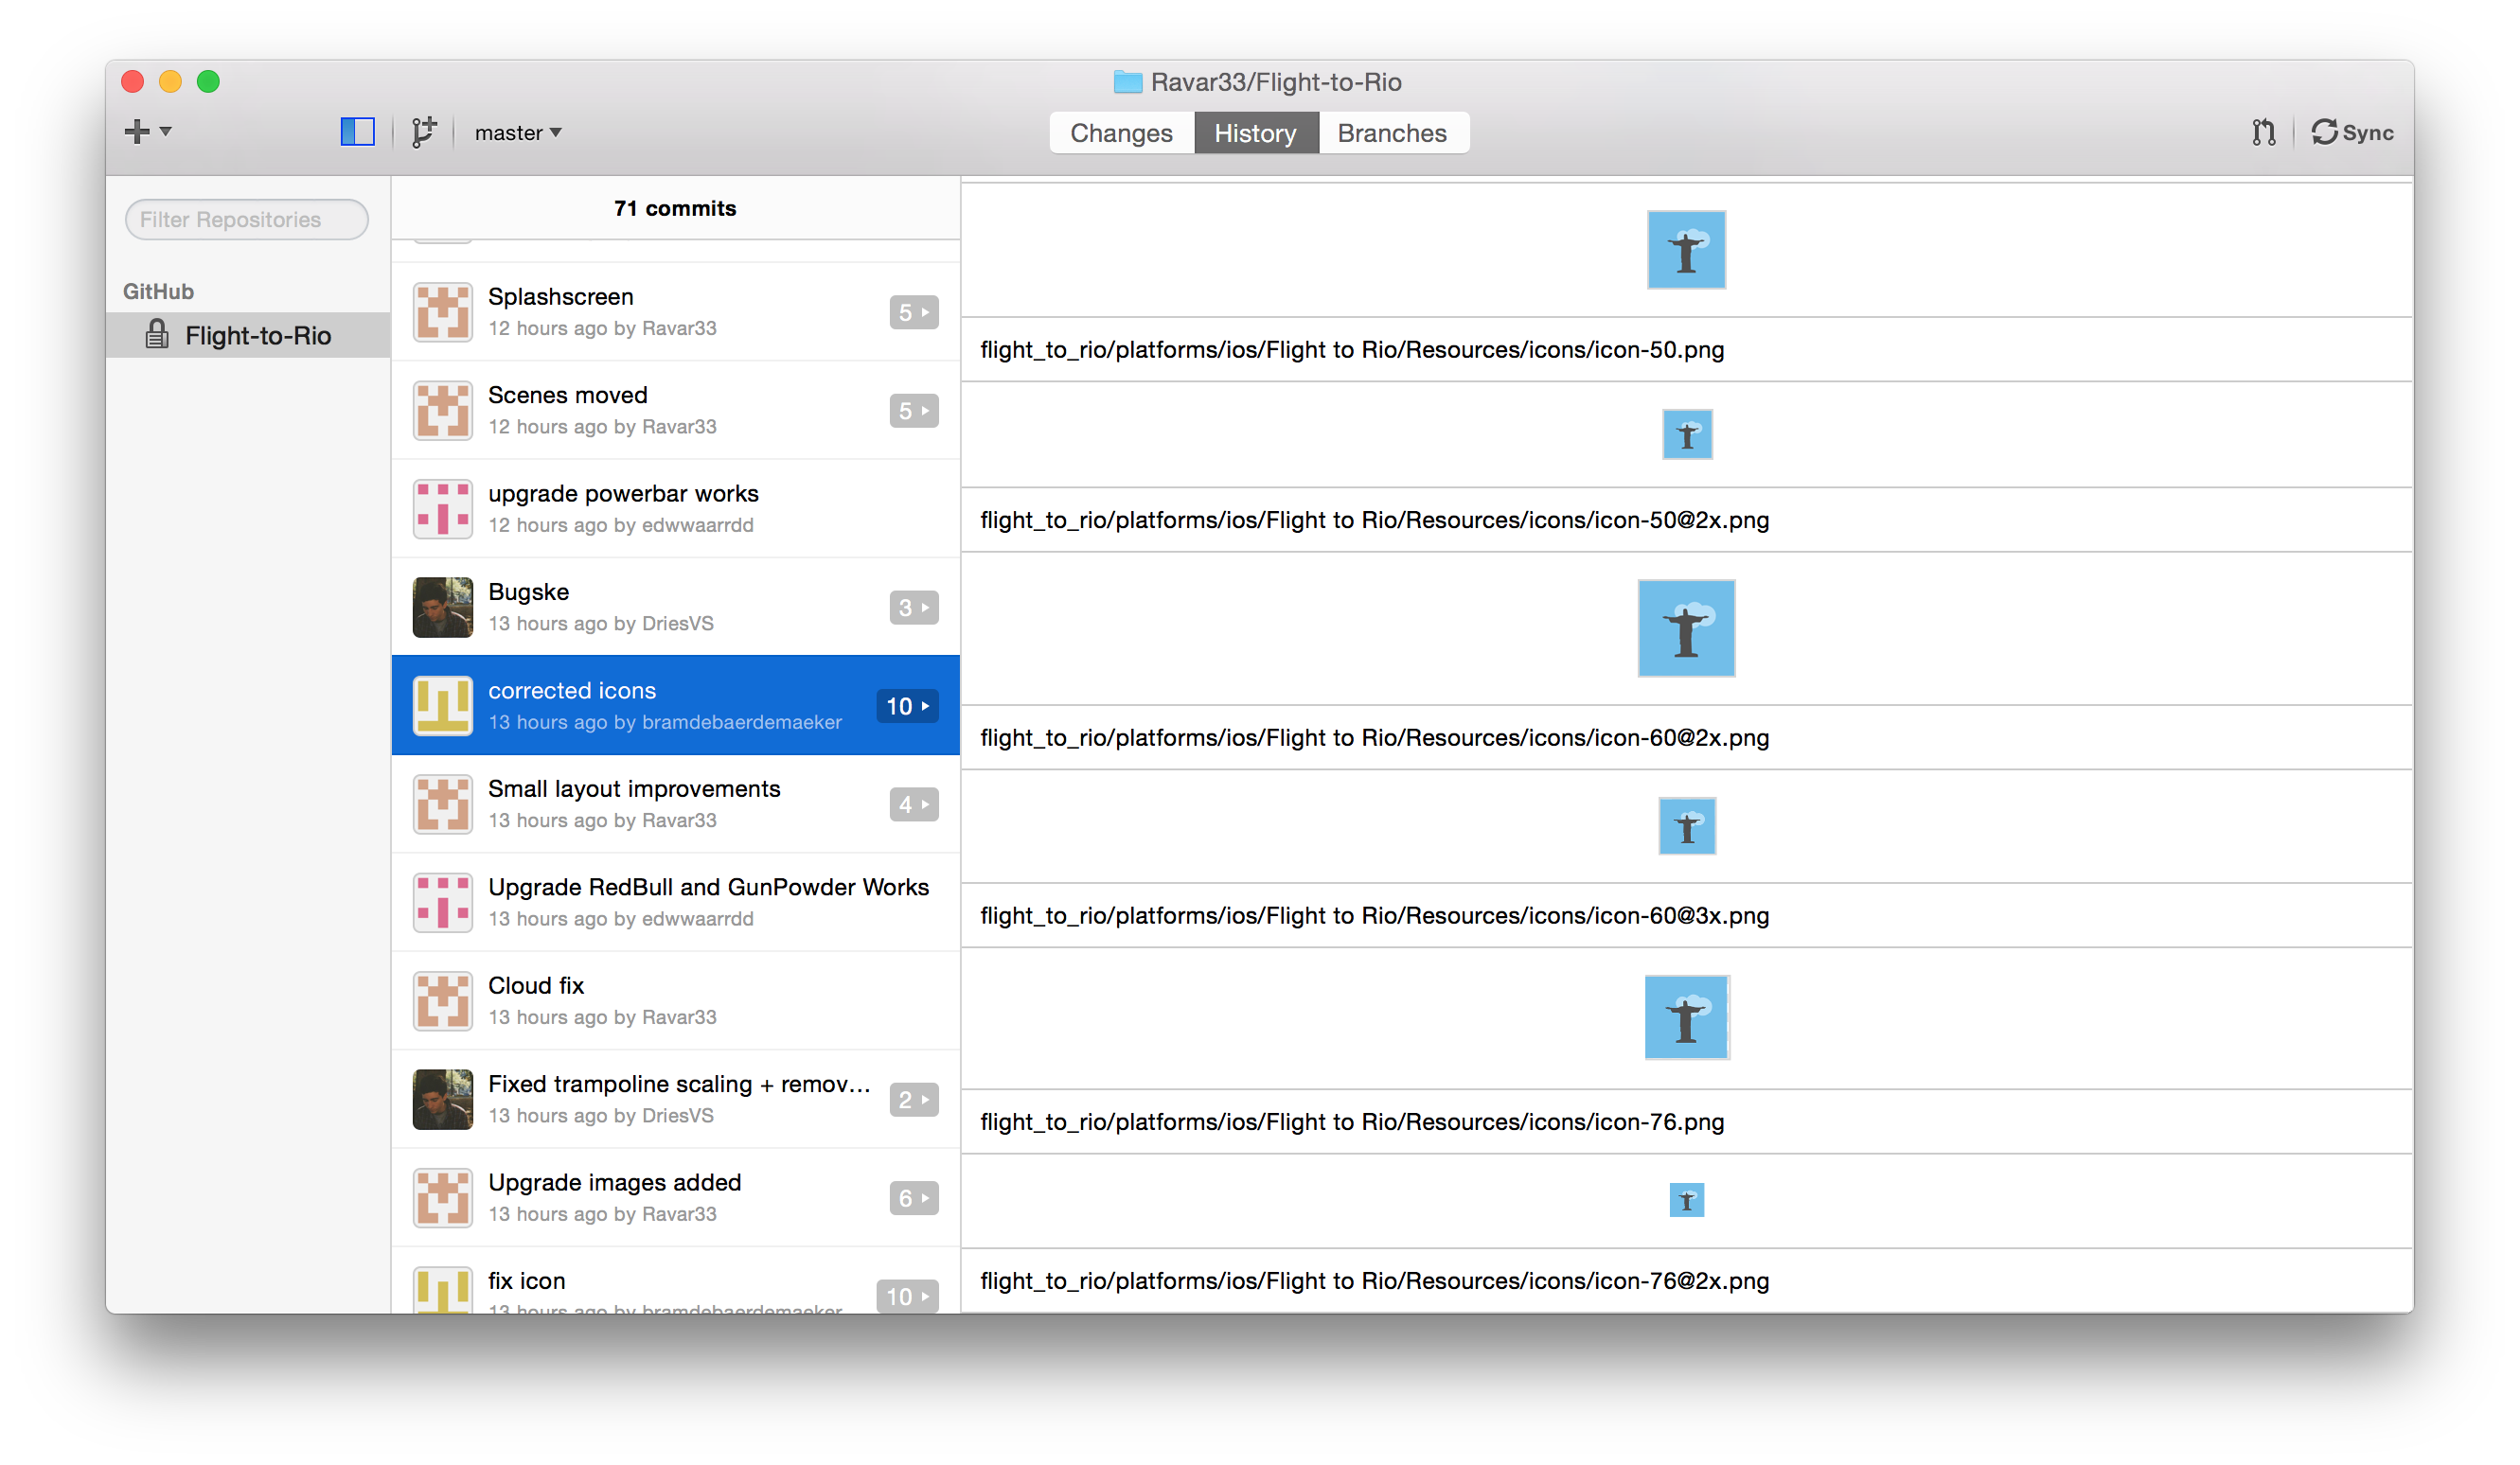 Ravar33/Flight-to-Rio
master
Changes
History
Branches
Sync
Filter Repositories
GitHub
Flight-to-Rio
71 commits
Splashscreen
12 hours ago by Ravar33
5
Scenes moved
12 hours ago by Ravar33
5
upgrade powerbar works
12 hours ago by edwwaarrdd
Bugske
13 hours ago by DriesVS
3
corrected icons
13 hours ago by bramdebaerdemaeker
10
Small layout improvements
13 hours ago by Ravar33
4
Upgrade RedBull and GunPowder Works
13 hours ago by edwwaarrdd
Cloud fix
13 hours ago by Ravar33
Fixed trampoline scaling + remov…
13 hours ago by DriesVS
2
Upgrade images added
13 hours ago by Ravar33
6
fix icon
13 hours ago by bramdebaerdemaeker
10
flight_to_rio/platforms/ios/Flight to Rio/Resources/icons/icon-50.png
flight_to_rio/platforms/ios/Flight to Rio/Resources/icons/icon-50@2x.png
flight_to_rio/platforms/ios/Flight to Rio/Resources/icons/icon-60@2x.png
flight_to_rio/platforms/ios/Flight to Rio/Resources/icons/icon-60@3x.png
flight_to_rio/platforms/ios/Flight to Rio/Resources/icons/icon-76.png
flight_to_rio/platforms/ios/Flight to Rio/Resources/icons/icon-76@2x.png